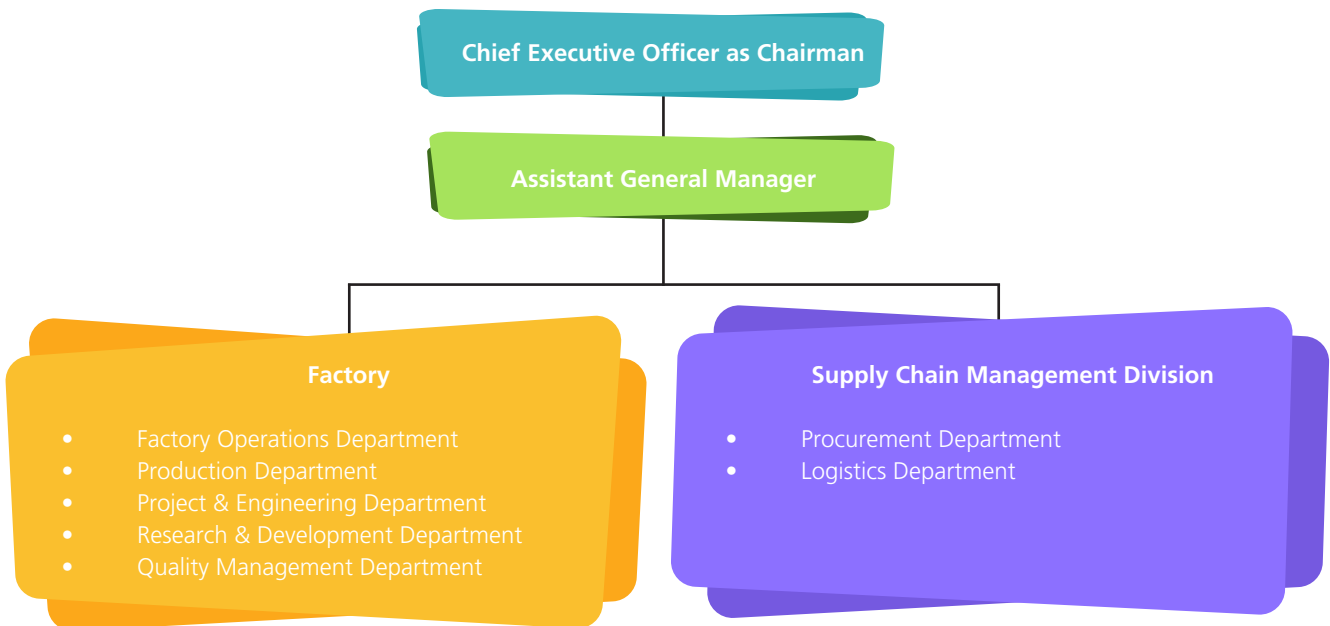 Chief Executive Officer as Chairman
Assistant General Manager
Factory
• Factory Operations Department
• Production Department
• Project & Engineering Department
• Research & Development Department
• Quality Management Department
Supply Chain Management Division
• Procurement Department
• Logistics Department